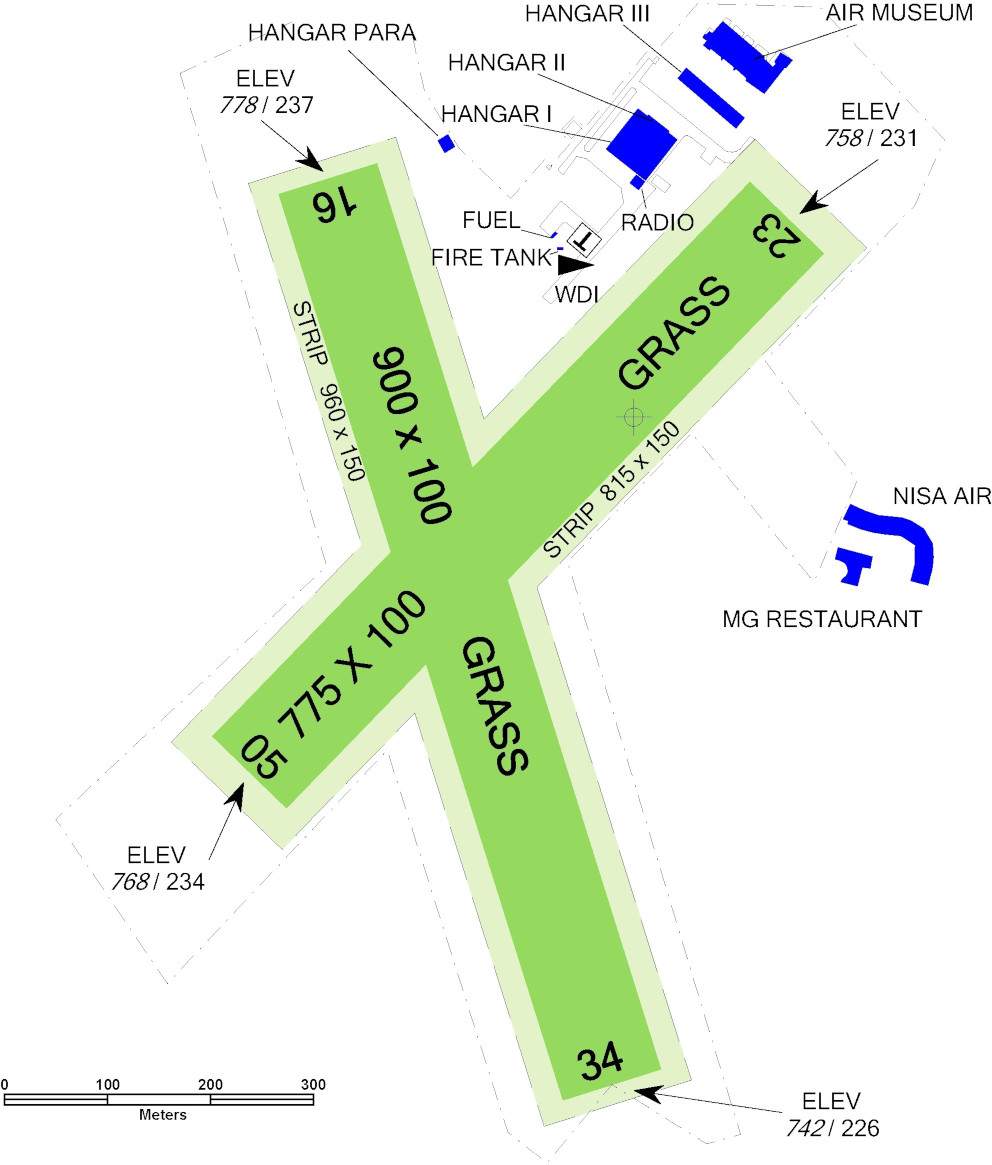 HANGAR III
AIR MUSEUM
HANGAR PARA
HANGAR II
ELEV
778 / 237
HANGAR I
ELEV
758 / 231
16
FUEL
RADIO
23
T
FIRE TANK
WDI
GRASS
STRIP 960 x 150
900 x 100
STRIP 815 x 150
NISA AIR
MG RESTAURANT
775 X 100
GRASS
05
ELEV
768 / 234
34
0 100 200 300
Meters
ELEV
742 / 226